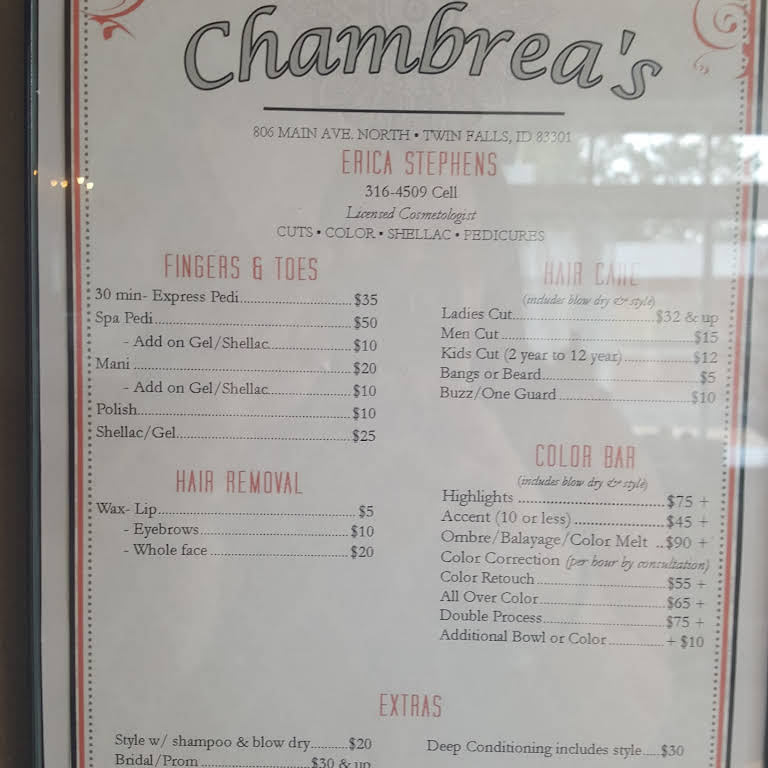 Chambrea's
806 MAIN AVE. NORTH • TWIN FALLS, ID 83301
ERICA STEPHENS
316-4509 Cell
Licensed Cosmetologist
CUTS • COLOR • SHELLAC • PEDICURES
FINGERS & TOES
30 min- Express Pedi..........$35
Spa Pedi..........$50
- Add on Gel/Shellac..........$10
Mani..........$20
- Add on Gel/Shellac..........$10
Polish..........$10
Shellac/Gel..........$25
HAIR REMOVAL
Wax- Lip..........$5
- Eyebrows..........$10
- Whole face..........$20
HAIR CARE
(includes blow dry & style)
Ladies Cut..........$32 & up
Men Cut..........$15
Kids Cut (2 year to 12 year)..........$12
Bangs or Beard..........$5
Buzz/One Guard..........$10
COLOR BAR
(includes blow dry & style)
Highlights..........$75 +
Accent (10 or less)..........$45 +
Ombre/Balayage/Color Melt ..$90 +
Color Correction (per hour by consultation)
Color Retouch..........$55 +
All Over Color..........$65 +
Double Process..........$75 +
Additional Bowl or Color..........+ $10
EXTRAS
Style w/ shampoo & blow dry..........$20
Bridal/Prom..........$30 & up
Deep Conditioning includes style.....$30